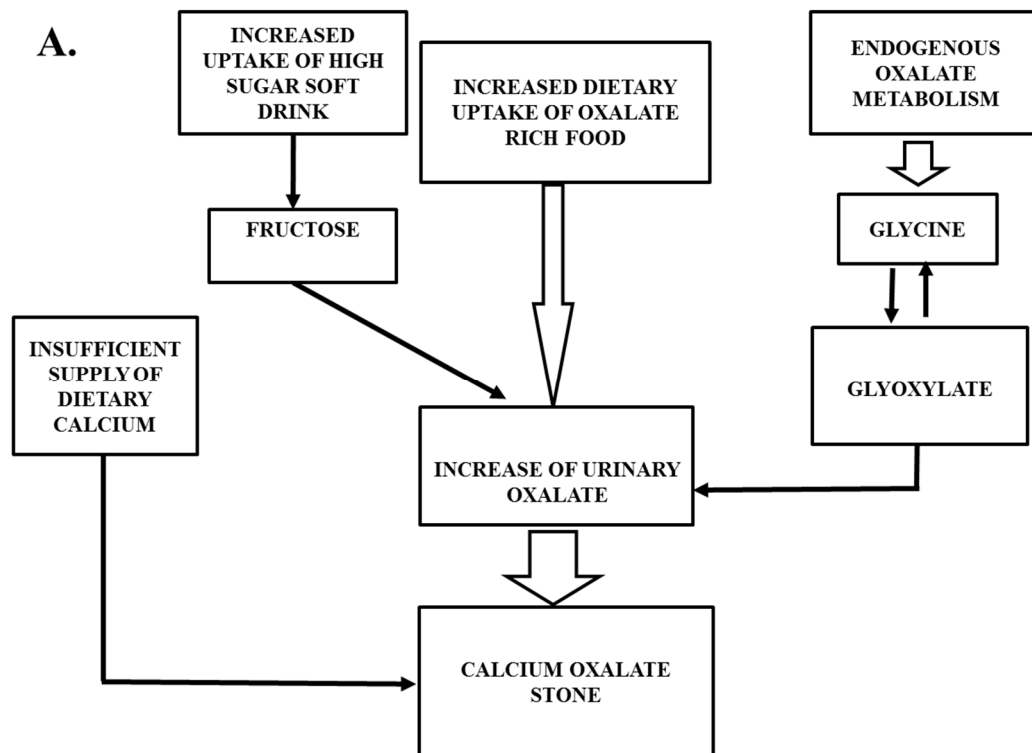 A.
INCREASED
UPTAKE OF HIGH
SUGAR SOFT
DRINK
INCREASED DIETARY
UPTAKE OF OXALATE
RICH FOOD
ENDOGENOUS
OXALATE
METABOLISM
FRUCTOSE
GLYCINE
INSUFFICIENT
SUPPLY OF
DIETARY
CALCIUM
GLYOXYLATE
INCREASE OF URINARY
OXALATE
CALCIUM OXALATE
STONE